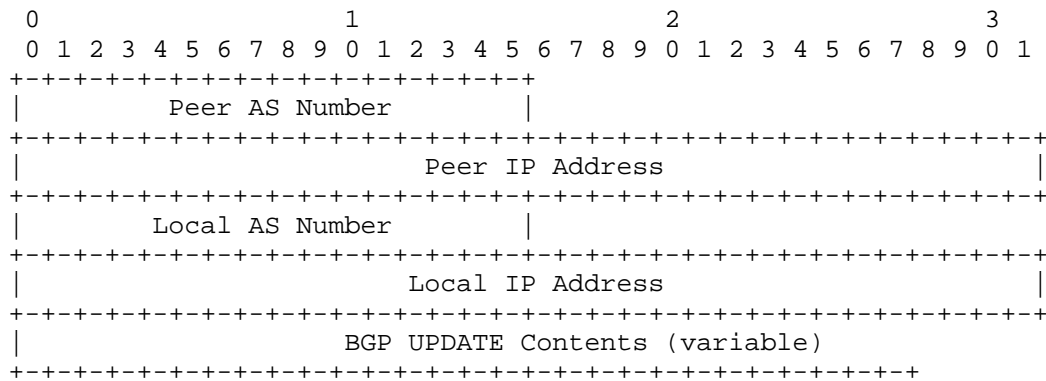 0                   1                   2                   3
 0 1 2 3 4 5 6 7 8 9 0 1 2 3 4 5 6 7 8 9 0 1 2 3 4 5 6 7 8 9 0 1
+-+-+-+-+-+-+-+-+-+-+-+-+-+-+-+-+
|         Peer AS Number        |
+-+-+-+-+-+-+-+-+-+-+-+-+-+-+-+-+-+-+-+-+-+-+-+-+-+-+-+-+-+-+-+-+
|                         Peer IP Address                       |
+-+-+-+-+-+-+-+-+-+-+-+-+-+-+-+-+-+-+-+-+-+-+-+-+-+-+-+-+-+-+-+-+
|        Local AS Number        |
+-+-+-+-+-+-+-+-+-+-+-+-+-+-+-+-+-+-+-+-+-+-+-+-+-+-+-+-+-+-+-+-+
|                        Local IP Address                       |
+-+-+-+-+-+-+-+-+-+-+-+-+-+-+-+-+-+-+-+-+-+-+-+-+-+-+-+-+-+-+-+-+
|                    BGP UPDATE Contents (variable)
+-+-+-+-+-+-+-+-+-+-+-+-+-+-+-+-+-+-+-+-+-+-+-+-+-+-+-+-+